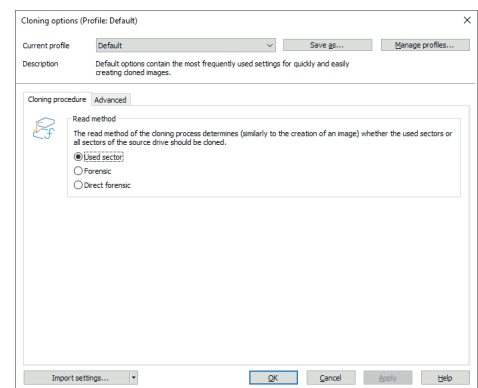 Cloning options (Profile: Default)
Current profile
Default
Save as...
Manage profiles...
Description
Default options contain the most frequently used settings for quickly and easily
creating cloned images.
Cloning procedure
Advanced
Read method
The read method of the cloning process determines (similarly to the creation of an image) whether the used sectors or
all sectors of the source drive should be cloned.
Used sector
Forensic
Direct forensic
Import settings...
OK
Cancel
Apply
Help